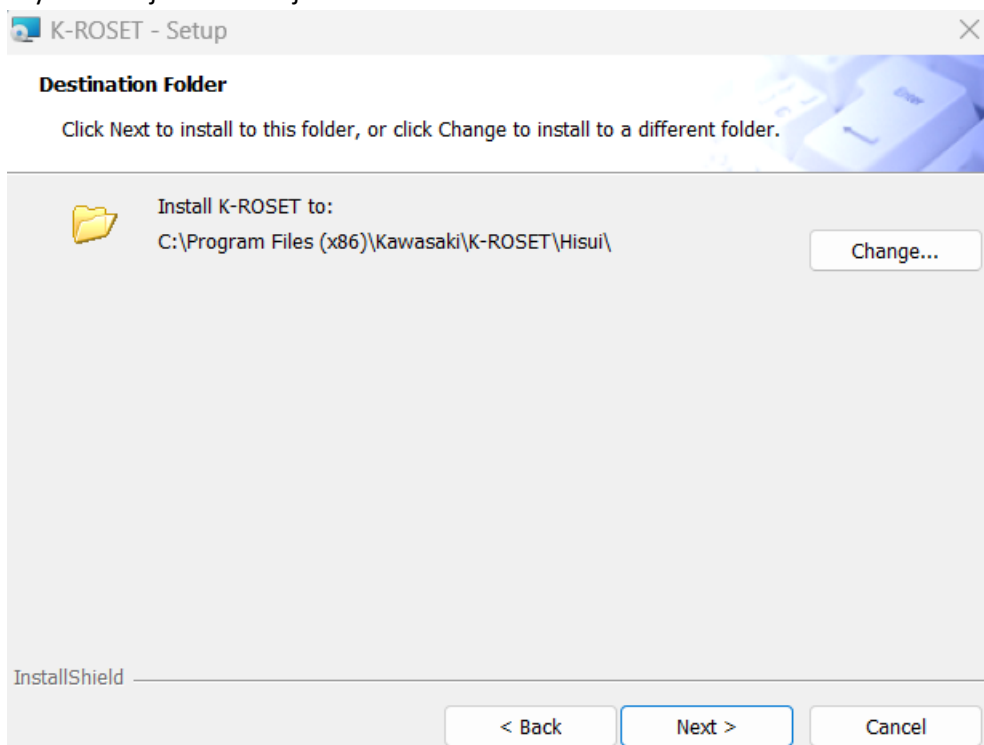 K-ROSET - Setup
Destination Folder
Click Next to install to this folder, or click Change to install to a different folder.
Install K-ROSET to:
C:\Program Files (x86)\Kawasaki\K-ROSET\Hisui\
Change...
InstallShield
< Back
Next >
Cancel